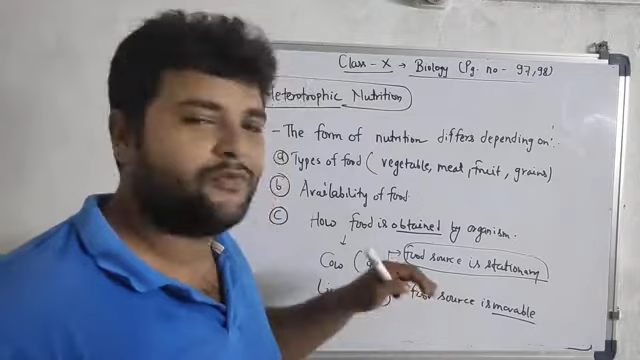 Class-X → Biology (Pg. no - 97,98)
Heterotrophic Nutrition
- The form of nutrition differs depending on:
(a) Types of food ( vegetable, meat, fruit, grains)
(b) Availability of food
(c) How food is obtained by organism.
↓
Cow ( → food source is stationary
food source is movable